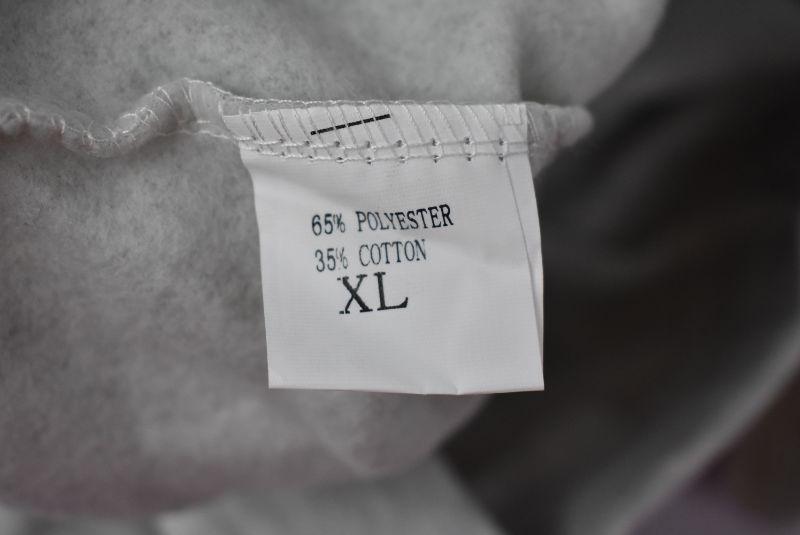 65% POLYESTER
35% COTTON
XL